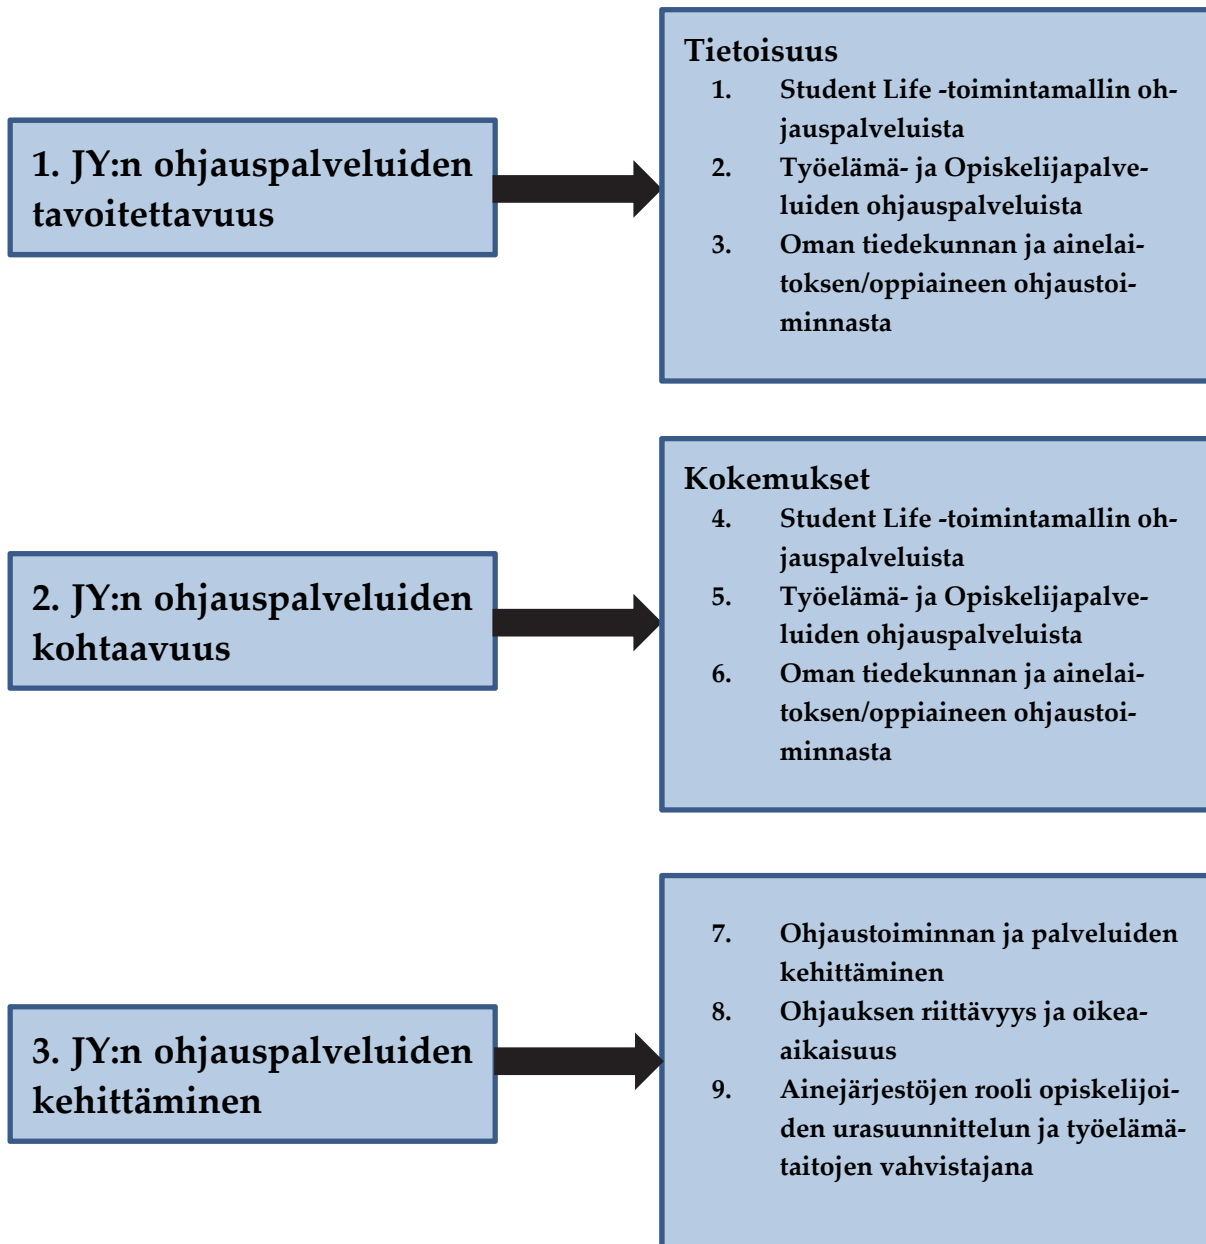 1. JY:n ohjauspalveluiden
tavoitettavuus
Tietoisuus
1. Student Life -toimintamallin oh-
jauspalveluista
2. Työelämä- ja Opiskelijapalve-
luiden ohjauspalveluista
3. Oman tiedekunnan ja ainelai-
toksen/oppiaineen ohjaustoi-
minnasta
2. JY:n ohjauspalveluiden
kohtaavuus
Kokemukset
4. Student Life -toimintamallin oh-
jauspalveluista
5. Työelämä- ja Opiskelijapalve-
luiden ohjauspalveluista
6. Oman tiedekunnan ja ainelai-
toksen/oppiaineen ohjaustoi-
minnasta
3. JY:n ohjauspalveluiden
kehittäminen
7. Ohjaustoiminnan ja palveluiden
kehittäminen
8. Ohjauksen riittävyys ja oikea-
aikaisuus
9. Ainejärjestöjen rooli opiskelijoi-
den urasuunnittelun ja työelämä-
taitojen vahvistajana